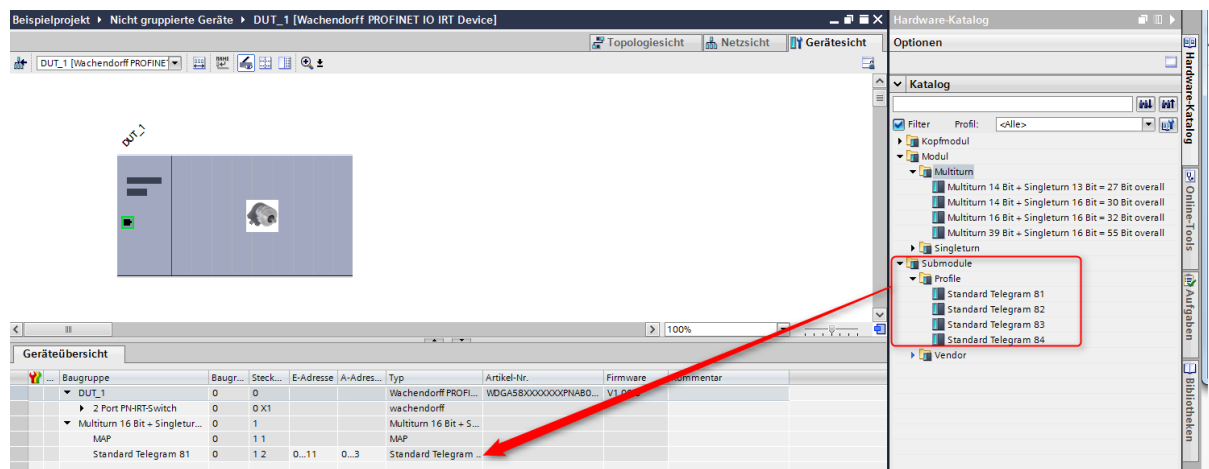 Beispielprojekt ▸ Nicht gruppierte Geräte ▸ DUT_1 [Wachendorff PROFINET IO IRT Device]
Topologiesicht Netzsicht Gerätesicht
DUT_1 [Wachendorff PROFINE
DUT_1
100%
Geräteübersicht
... Baugruppe Baugr... Steck... E-Adresse A-Adres... Typ Artikel-Nr. Firmware Kommentar
DUT_1 0 0 Wachendorff PROFI... WDGA58XXXXXXXPNAB0...
2 Port PN-IRT-Switch 0 0 X1 wachendorff
Multiturn 16 Bit + Singletur... 0 1 Multiturn 16 Bit + S...
MAP 0 1 1 MAP
Standard Telegram 81 0 1 2 0...11 0...3 Standard Telegram ..
Hardware-Katalog
Optionen
Katalog
Filter Profil: <Alle>
Kopfmodul
Modul
Multiturn
Multiturn 14 Bit + Singleturn 13 Bit = 27 Bit overall
Multiturn 14 Bit + Singleturn 16 Bit = 30 Bit overall
Multiturn 16 Bit + Singleturn 16 Bit = 32 Bit overall
Multiturn 39 Bit + Singleturn 16 Bit = 55 Bit overall
Singleturn
Submodule
Profile
Standard Telegram 81
Standard Telegram 82
Standard Telegram 83
Standard Telegram 84
Vendor
Hardware-Katalog
Online-Tools
Aufgaben
Bibliotheken